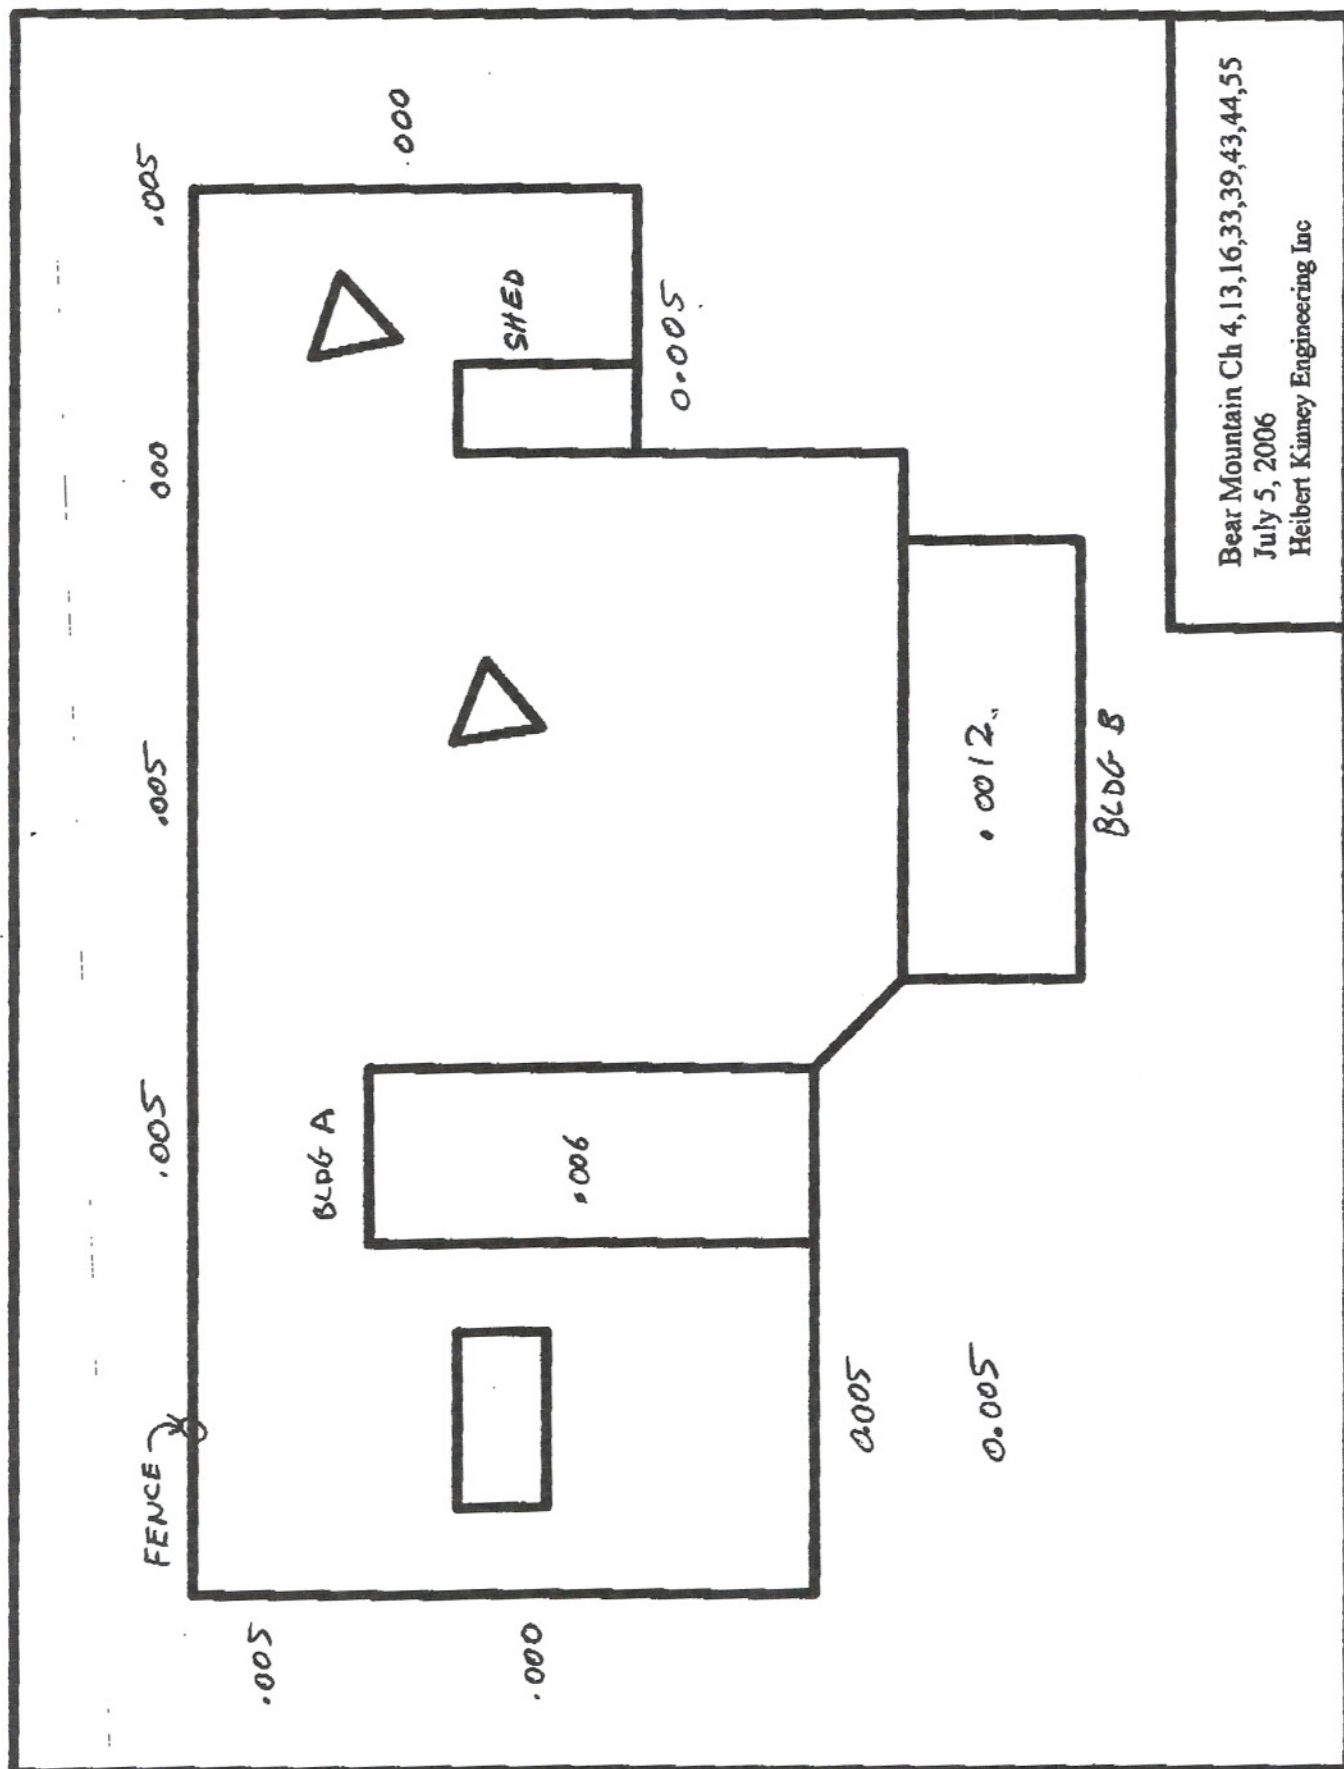 FENCE
.005
.005
00
.005
.005
.000
.000
BLDG A
SHED
.006
0.005
0.005
0.005
.0012
BLDG B
Bear Mountain Ch 4,13,16,33,39,43,44,55
July 5, 2006
Heibert Kinney Engineering Inc